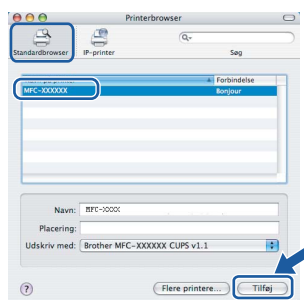 Printerbrowser
Standardbrowser IP-printer Søg
Forbindelse
MFC-XXXXXX Bonjour
Navn: MFC-XXXX
Placering:
Udskriv med: Brother MFC-XXXXXX CUPS v1.1
? Flere printere... Tilføj